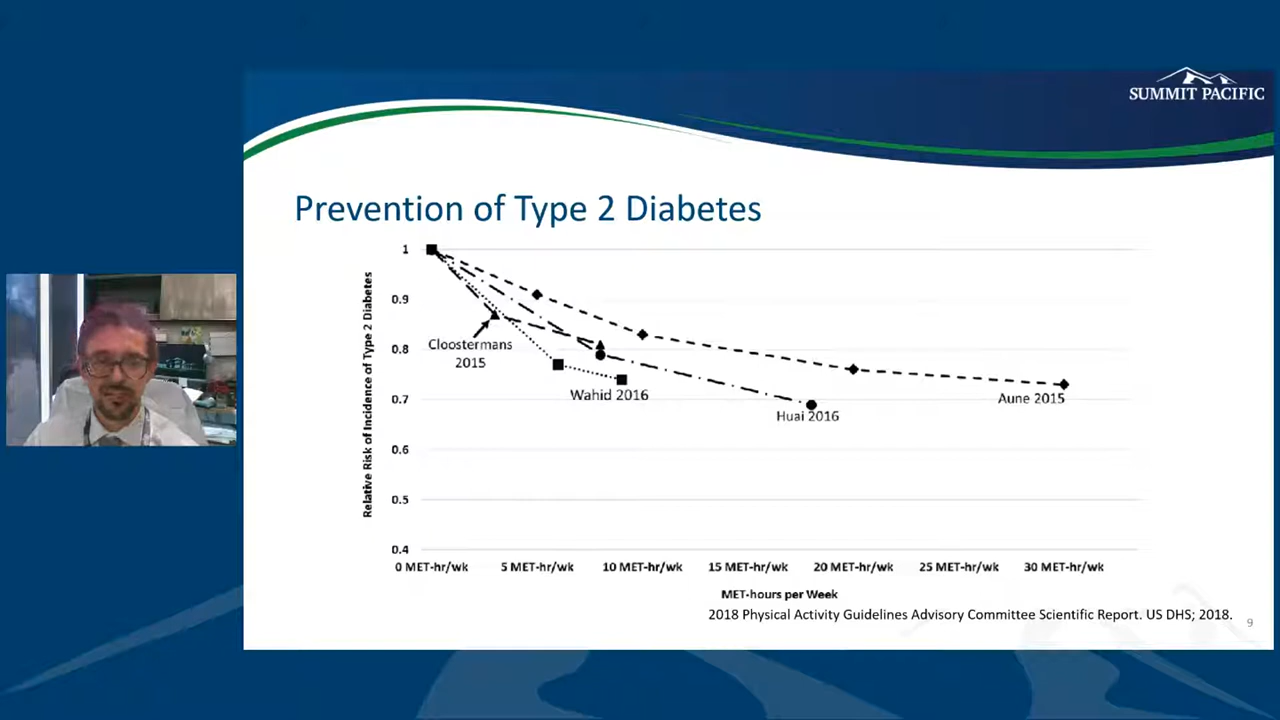 SUMMIT PACIFIC
Prevention of Type 2 Diabetes
Relative Risk of Incidence of Type 2 Diabetes
1
0.9
0.8
0.7
0.6
0.5
0.4
Cloostermans
2015
Wahid 2016
Huai 2016
Aune 2015
0 MET-hr/wk 5 MET-hr/wk 10 MET-hr/wk 15 MET-hr/wk 20 MET-hr/wk 25 MET-hr/wk 30 MET-hr/wk
MET-hours per Week
2018 Physical Activity Guidelines Advisory Committee Scientific Report. US DHS; 2018.
9